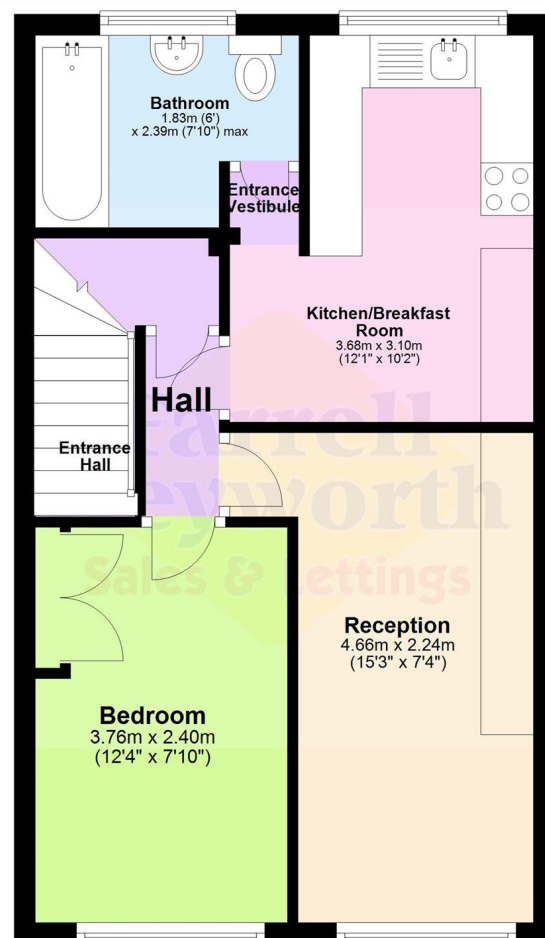 Bathroom
1.83m (6')
x 2.39m (7'10") max
Entrance
Vestibule
Kitchen/Breakfast
Room
3.68m x 3.10m
(12'1" x 10'2")
Hall
Entrance
Hall
Reception
4.66m x 2.24m
(15'3" x 7'4")
Bedroom
3.76m x 2.40m
(12'4" x 7'10")
Sales & Lettings